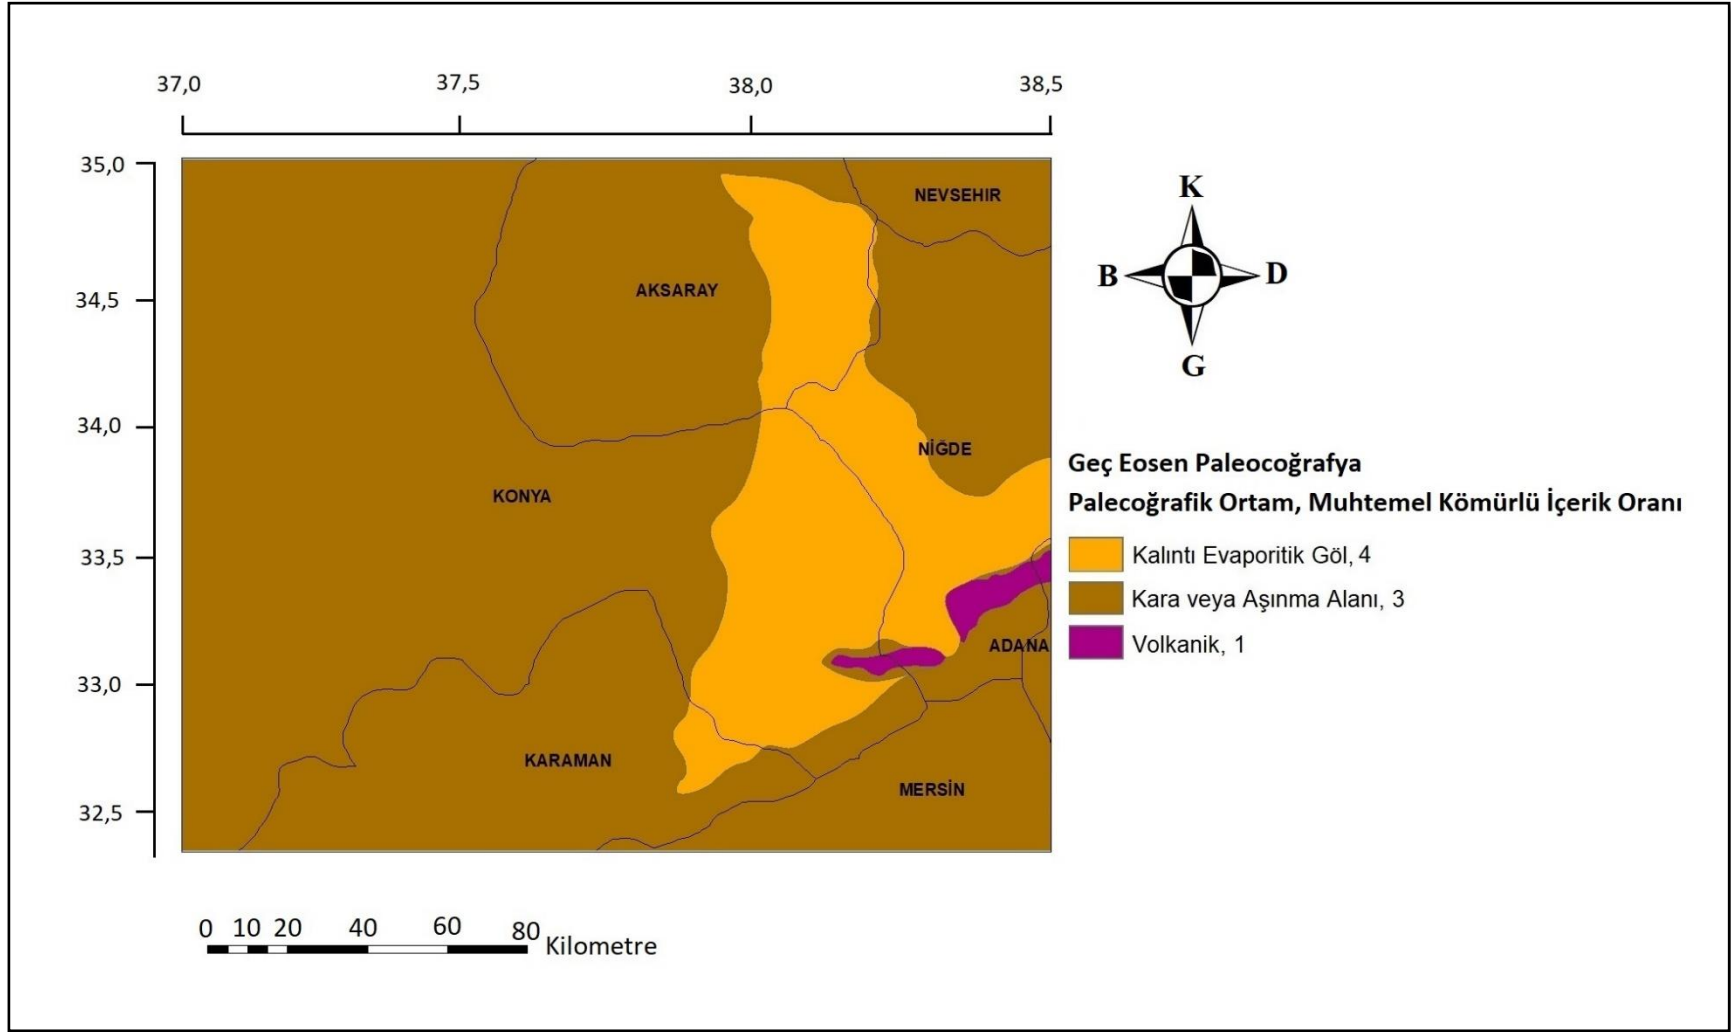 37,0 37,5 38,0 38,5
35,0
34,5
34,0
33,5
33,0
32,5
NEVSEHIR
AKSARAY
NİĞDE
KONYA
ADANA
KARAMAN
MERSİN
K
B D
G
Geç Eosen Paleocoğrafya
Palecoğrafik Ortam, Muhtemel Kömürlü İçerik Oranı
Kalıntı Evaporitik Göl, 4
Kara veya Aşınma Alanı, 3
Volkanik, 1
0 10 20 40 60 80 Kilometre